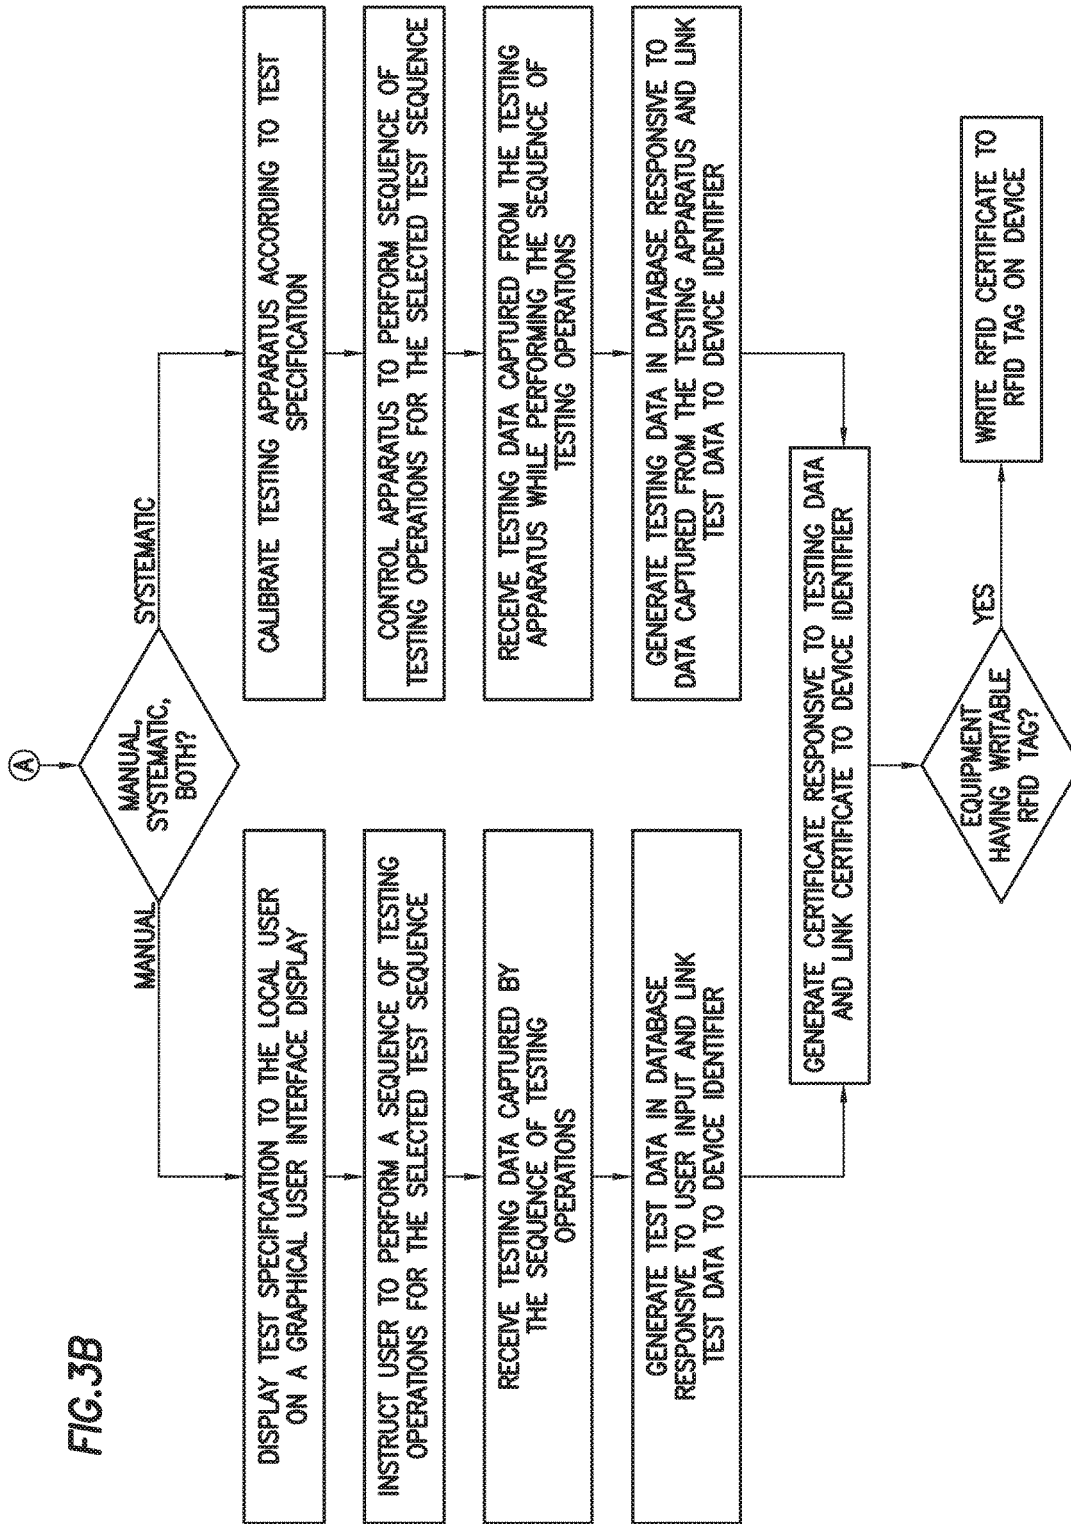 FIG.3B
A
MANUAL,
SYSTEMATIC,
BOTH?
MANUAL
SYSTEMATIC
DISPLAY TEST SPECIFICATION TO THE LOCAL USER
ON A GRAPHICAL USER INTERFACE DISPLAY
INSTRUCT USER TO PERFORM A SEQUENCE OF TESTING
OPERATIONS FOR THE SELECTED TEST SEQUENCE
RECEIVE TESTING DATA CAPTURED BY
THE SEQUENCE OF TESTING
OPERATIONS
GENERATE TEST DATA IN DATABASE
RESPONSIVE TO USER INPUT AND LINK
TEST DATA TO DEVICE IDENTIFIER
CALIBRATE TESTING APPARATUS ACCORDING TO TEST
SPECIFICATION
CONTROL APPARATUS TO PERFORM SEQUENCE OF
TESTING OPERATIONS FOR THE SELECTED TEST SEQUENCE
RECEIVE TESTING DATA CAPTURED FROM THE TESTING
APPARATUS WHILE PERFORMING THE SEQUENCE OF
TESTING OPERATIONS
GENERATE TESTING DATA IN DATABASE RESPONSIVE TO
DATA CAPTURED FROM THE TESTING APPARATUS AND LINK
TEST DATA TO DEVICE IDENTIFIER
GENERATE CERTIFICATE RESPONSIVE TO TESTING DATA
AND LINK CERTIFICATE TO DEVICE IDENTIFIER
EQUIPMENT
HAVING WRITABLE
RFID TAG?
YES
WRITE RFID CERTIFICATE TO
RFID TAG ON DEVICE